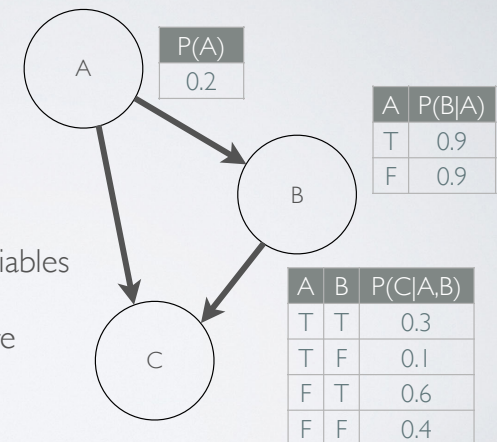 A
P(A)
0.2
A P(B|A)
T 0.9
F 0.9
B
A B P(C|A,B)
T T 0.3
T F 0.1
F T 0.6
F F 0.4
C